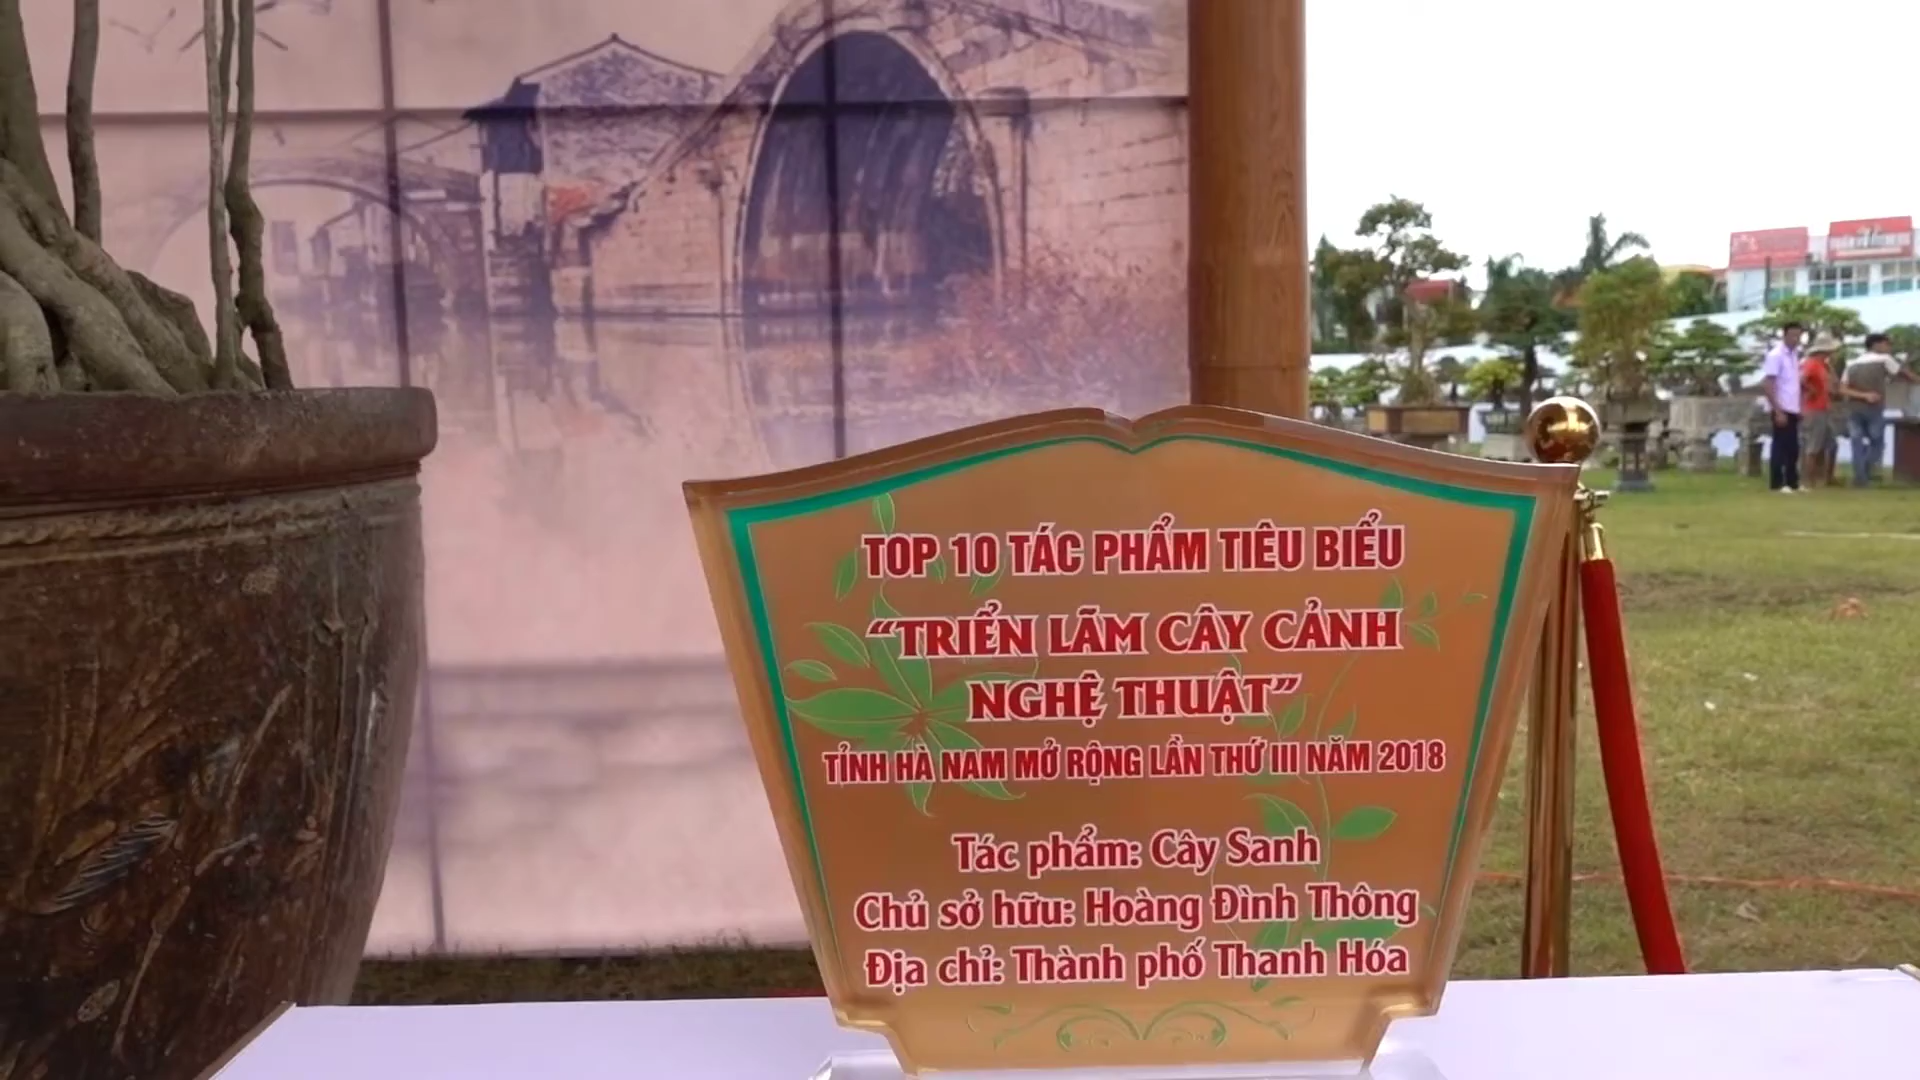 TOP 10 TÁC PHẨM TIÊU BIỂU
“TRIỂN LÃM CÂY CẢNH
NGHỆ THUẬT”
TỈNH HÀ NAM MỞ RỘNG LẦN THỨ III NĂM 2018
Tác phẩm: Cây Sanh
Chủ sở hữu: Hoàng Đình Thông
Địa chỉ: Thành phố Thanh Hóa